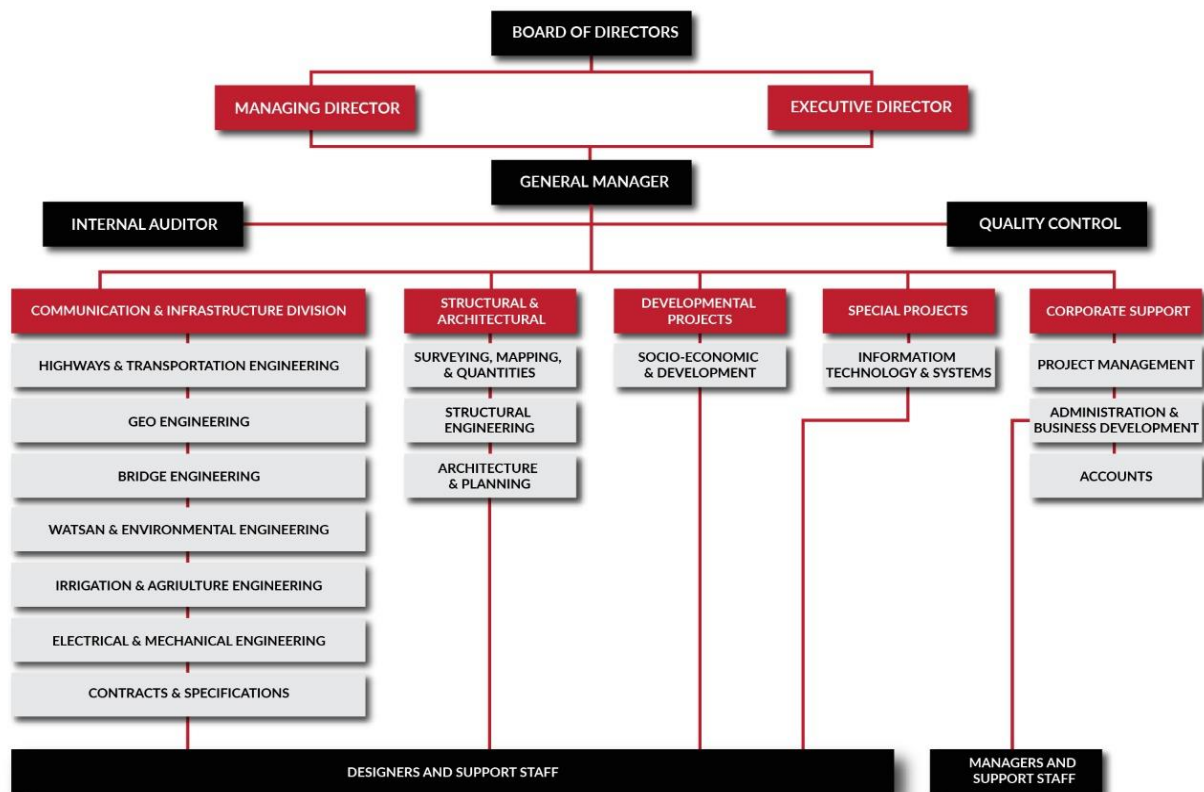 BOARD OF DIRECTORS
MANAGING DIRECTOR
EXECUTIVE DIRECTOR
GENERAL MANAGER
INTERNAL AUDITOR
QUALITY CONTROL
COMMUNICATION & INFRASTRUCTURE DIVISION
HIGHWAYS & TRANSPORTATION ENGINEERING
GEO ENGINEERING
BRIDGE ENGINEERING
WATSAN & ENVIRONMENTAL ENGINEERING
IRRIGATION & AGRIULTURE ENGINEERING
ELECTRICAL & MECHANICAL ENGINEERING
CONTRACTS & SPECIFICATIONS
STRUCTURAL &
ARCHITECTURAL
SURVEYING, MAPPING,
& QUANTITIES
STRUCTURAL
ENGINEERING
ARCHITECTURE
& PLANNING
DEVELOPMENTAL
PROJECTS
SOCIO-ECONOMIC
& DEVELOPMENT
SPECIAL PROJECTS
INFORMATIOM
TECHNOLOGY & SYSTEMS
CORPORATE SUPPORT
PROJECT MANAGEMENT
ADMINISTRATION &
BUSINESS DEVELOPMENT
ACCOUNTS
DESIGNERS AND SUPPORT STAFF
MANAGERS AND
SUPPORT STAFF